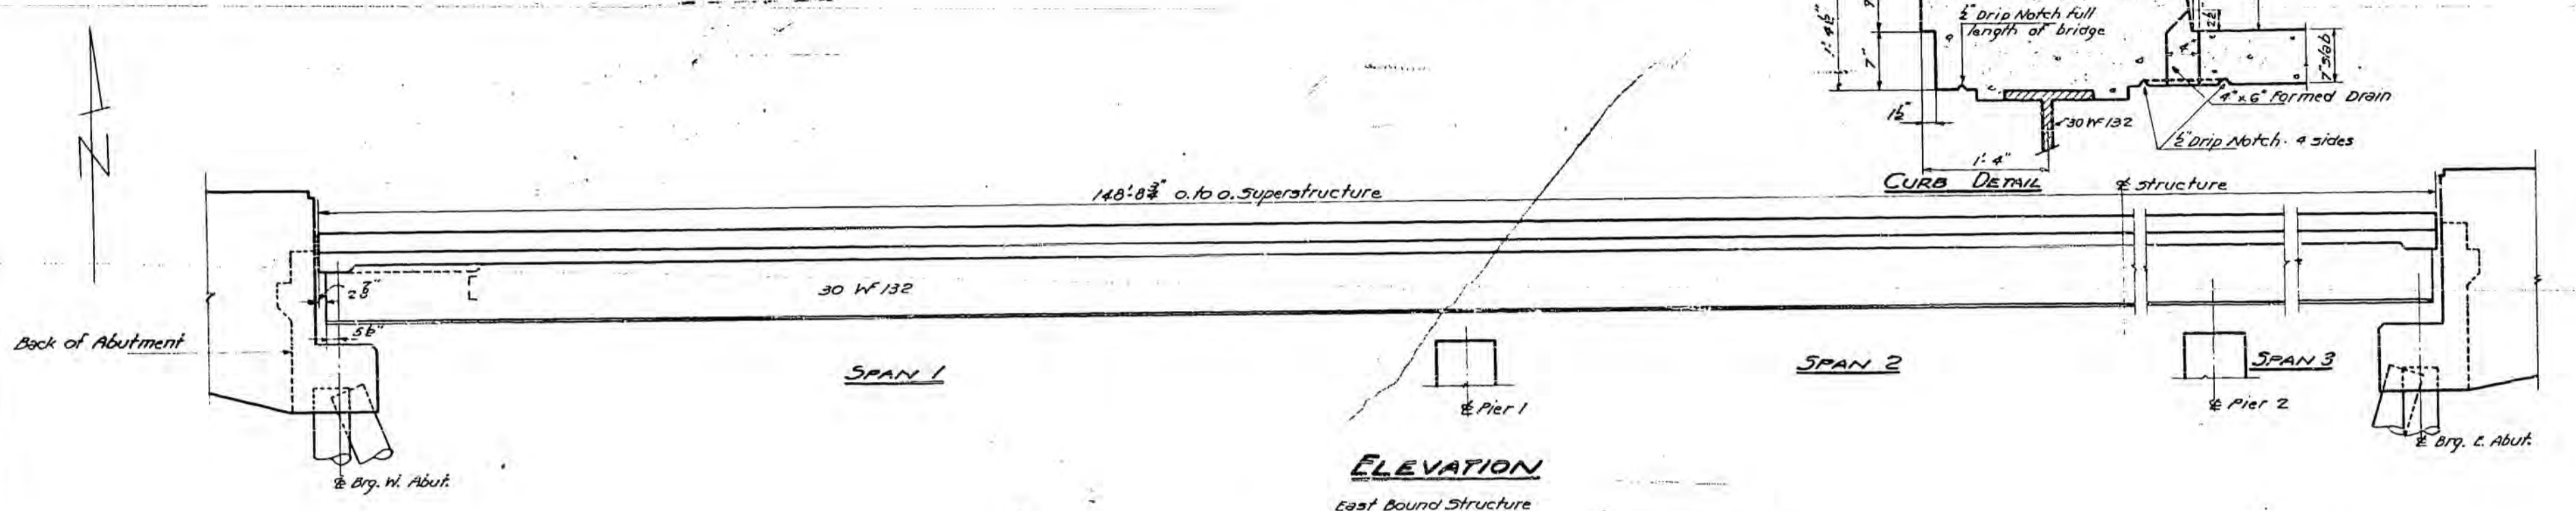 ½" Drip Notch full
length of bridge
1'-4½"
7"
2½
4"
7" slab
4" x 6" Formed Drain
1½"
30 WF 132
½" Drip Notch - 4 sides
1'-4"
CURB DETAIL
N
148'-8¾" o. to o. Superstructure
℄ Structure
2⅞"
30 WF 132
Back of Abutment
SPAN 1
SPAN 2
SPAN 3
℄ Pier 1
℄ Pier 2
℄ Brg. W. Abut.
℄ Brg. E. Abut.
ELEVATION
East Bound Structure